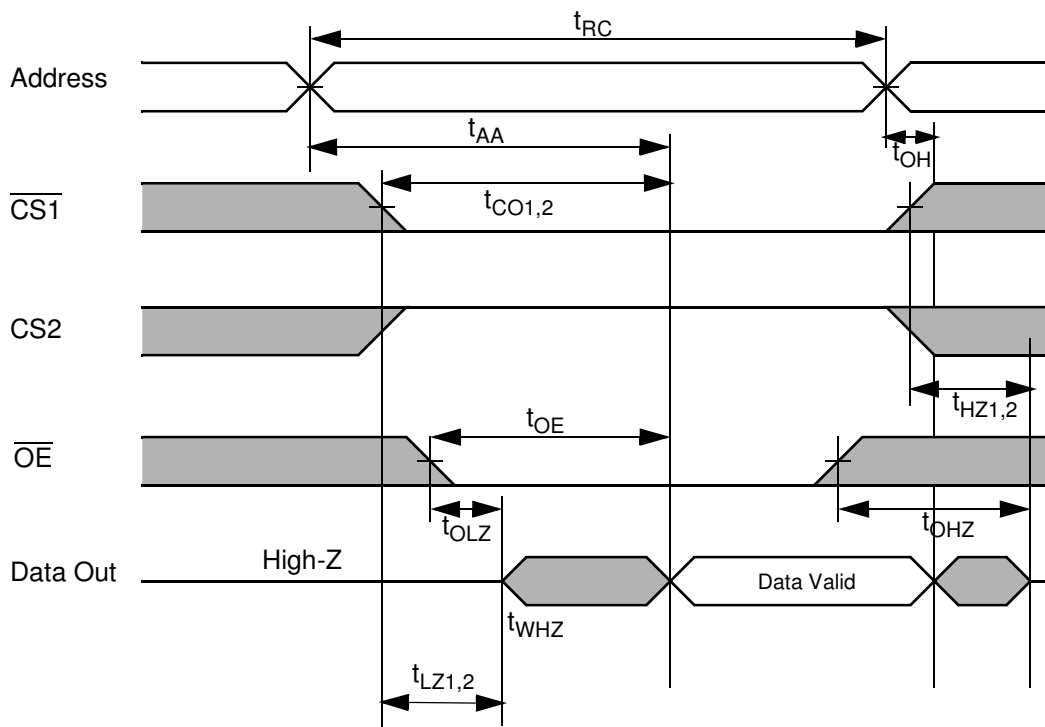 tRC
Address
tAA
tOH
CS1
tCO1,2
CS2
tHZ1,2
tOE
OE
tOLZ
tOHZ
High-Z
Data Out
Data Valid
tWHZ
tLZ1,2